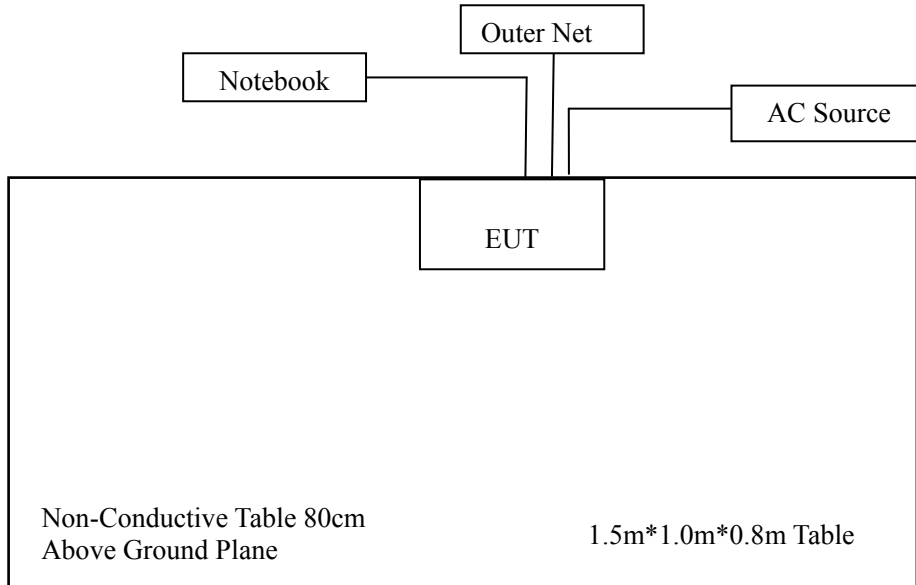 Outer Net
Notebook
AC Source
EUT
Non-Conductive Table 80cm
Above Ground Plane
1.5m*1.0m*0.8m Table